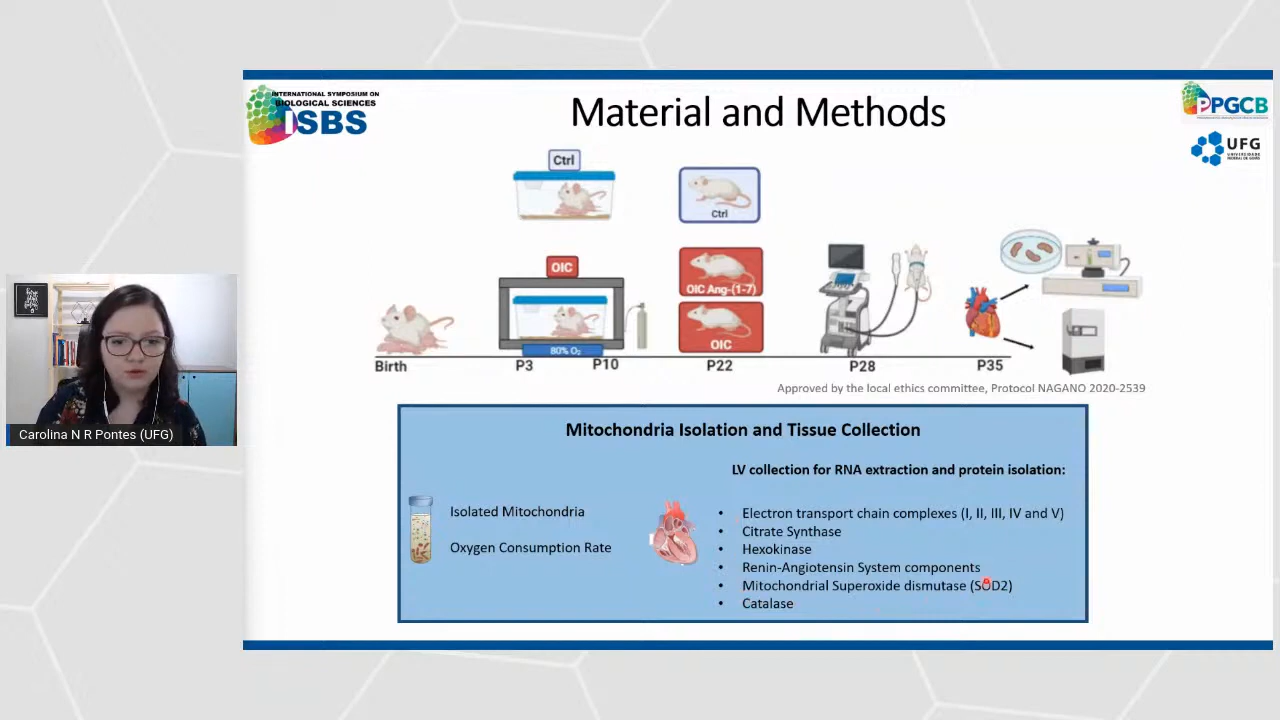 INTERNATIONAL SYMPOSIUM ON
BIOLOGICAL SCIENCES
ISBS
Material and Methods
PPGCB
UFG
UNIVERSIDADE
FEDERAL DE GOIÁS
Ctrl
Ctrl
OIC
OIC Ang-(1-7)
OIC
80% O₂
Birth
P3
P10
P22
P28
P35
Approved by the local ethics committee, Protocol NAGANO 2020-2539
Carolina N R Pontes (UFG)
Mitochondria Isolation and Tissue Collection
LV collection for RNA extraction and protein isolation:
Isolated Mitochondria
Oxygen Consumption Rate
• Electron transport chain complexes (I, II, III, IV and V)
• Citrate Synthase
• Hexokinase
• Renin-Angiotensin System components
• Mitochondrial Superoxide dismutase (SOD2)
• Catalase